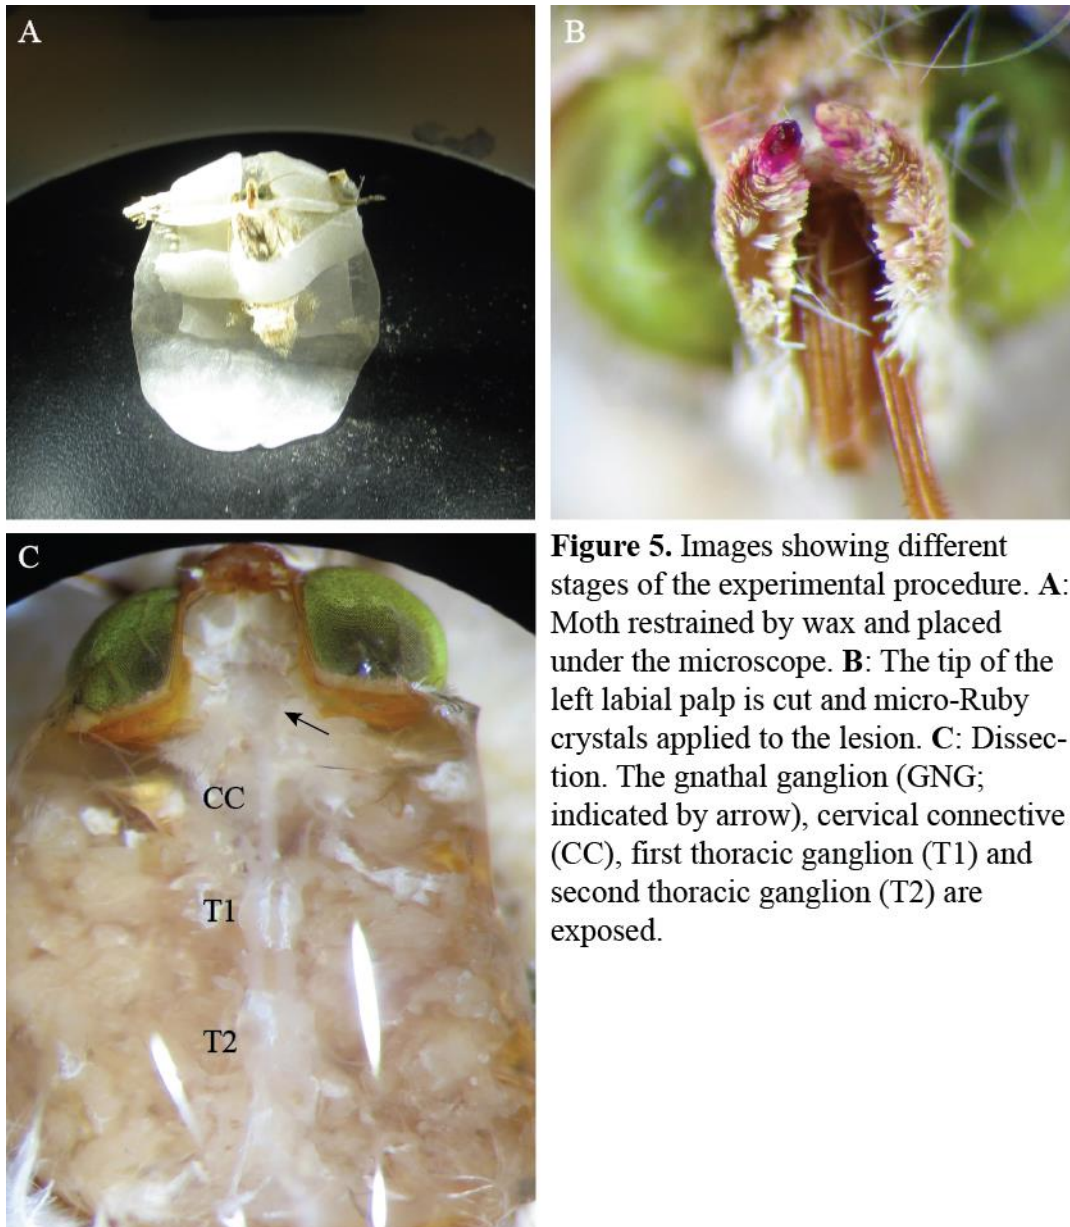 A
B
C
CC
T1
T2
Figure 5. Images showing different
stages of the experimental procedure. A:
Moth restrained by wax and placed
under the microscope. B: The tip of the
left labial palp is cut and micro-Ruby
crystals applied to the lesion. C: Dissec-
tion. The gnathal ganglion (GNG;
indicated by arrow), cervical connective
(CC), first thoracic ganglion (T1) and
second thoracic ganglion (T2) are
exposed.